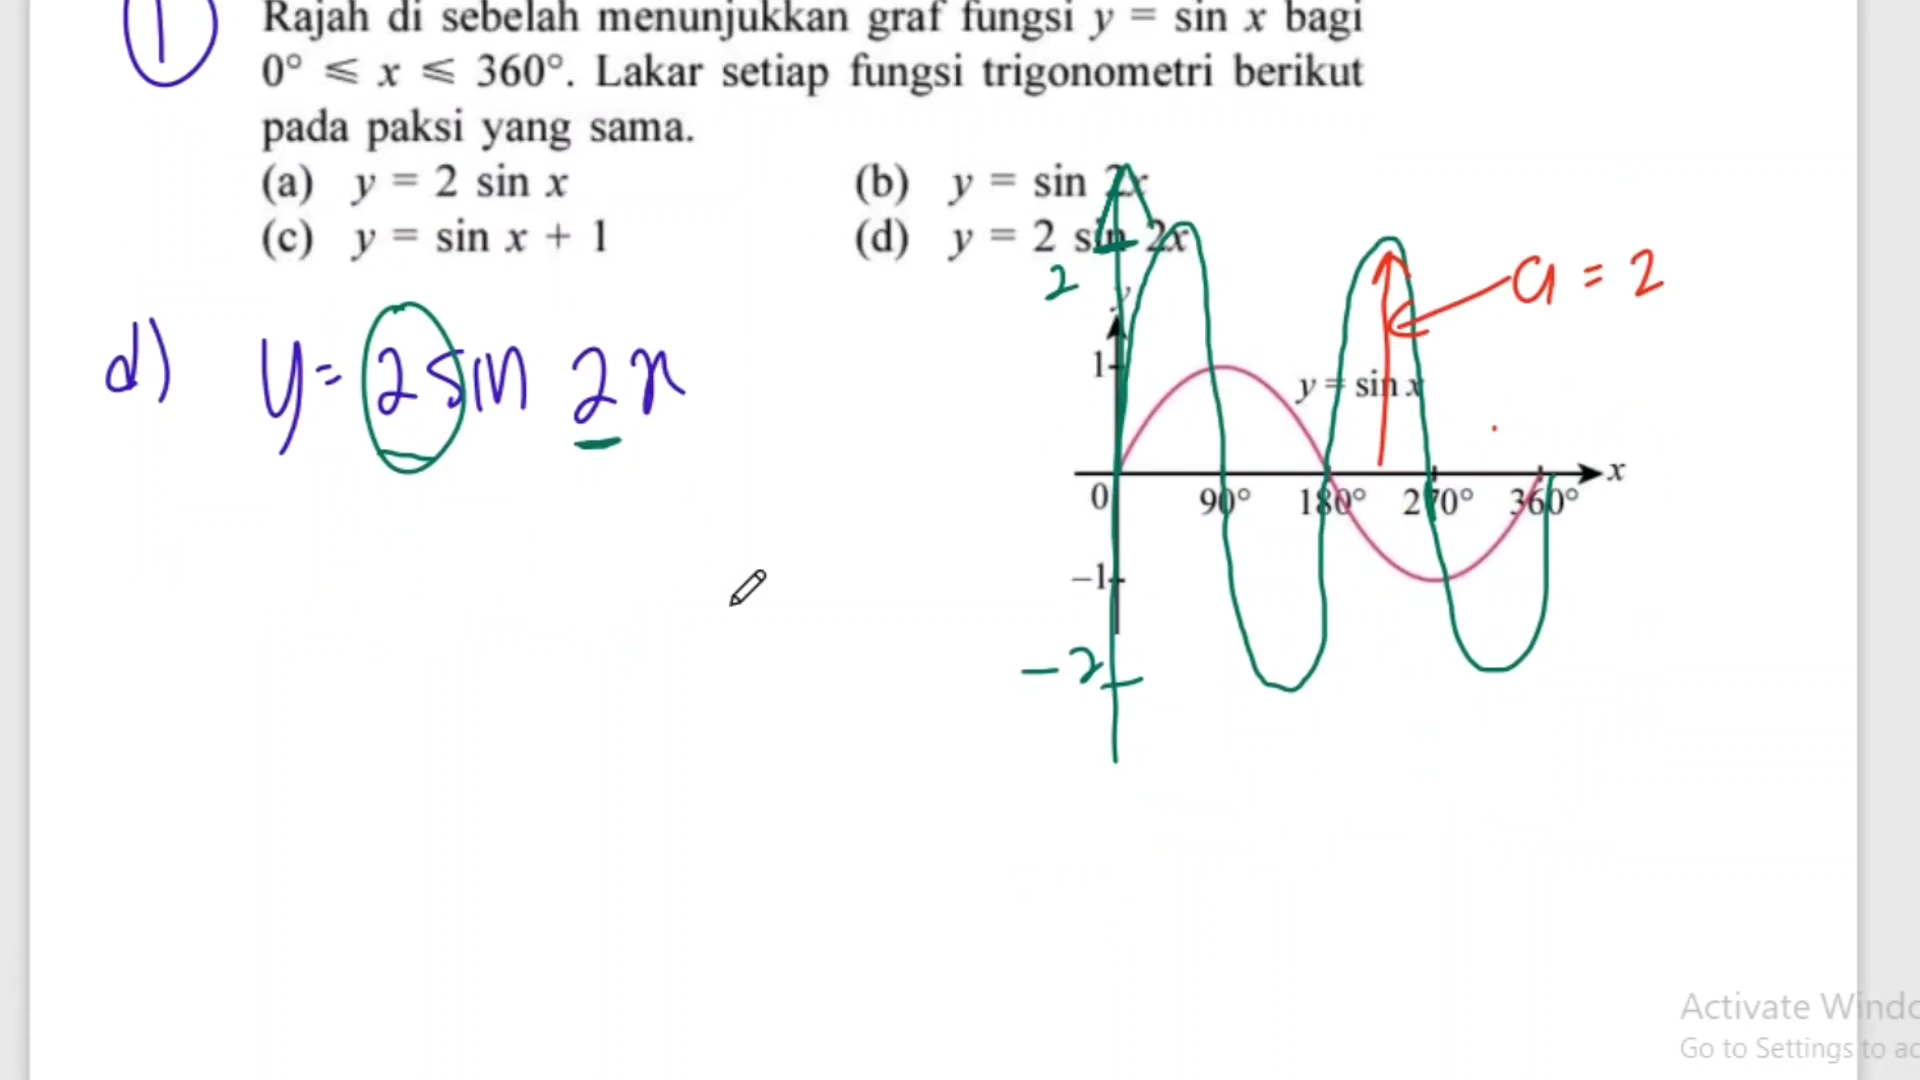 1
Rajah di sebelah menunjukkan graf fungsi y = sin x bagi
0° ⩽ x ⩽ 360°. Lakar setiap fungsi trigonometri berikut
pada paksi yang sama.
(a) y = 2 sin x
(b) y = sin 2x
(c) y = sin x + 1
(d) y = 2 sin 2x
d) y = 2 sin 2x
2
y
a = 2
1
y = sin x
x
0
90°
180°
270°
360°
−1
−2
Activate Windo
Go to Settings to ac